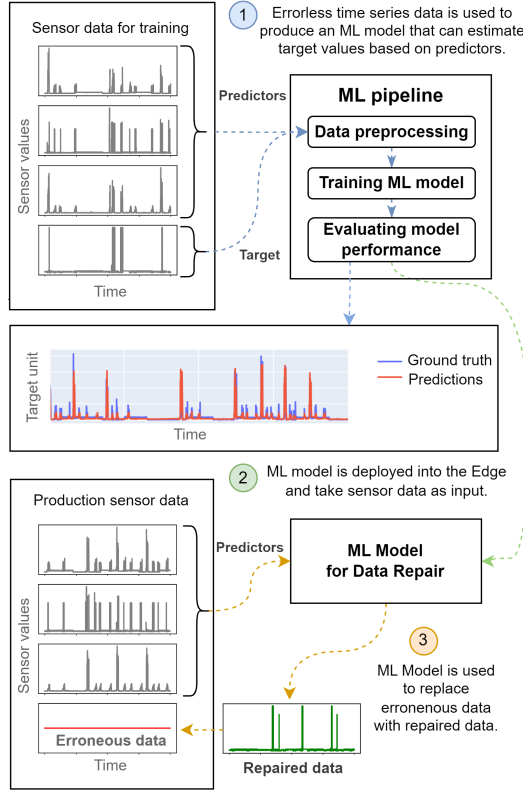 Sensor data for training
Sensor values
Time
1
Errorless time series data is used to
produce an ML model that can estimate
target values based on predictors.
Predictors
Target
ML pipeline
Data preprocessing
Training ML model
Evaluating model
performance
Target unit
Time
Ground truth
Predictions
2
ML model is deployed into the Edge
and take sensor data as input.
Production sensor data
Sensor values
Predictors
ML Model
for Data Repair
3
ML Model is used
to replace
erronenous data
with repaired data.
Erroneous data
Time
Repaired data